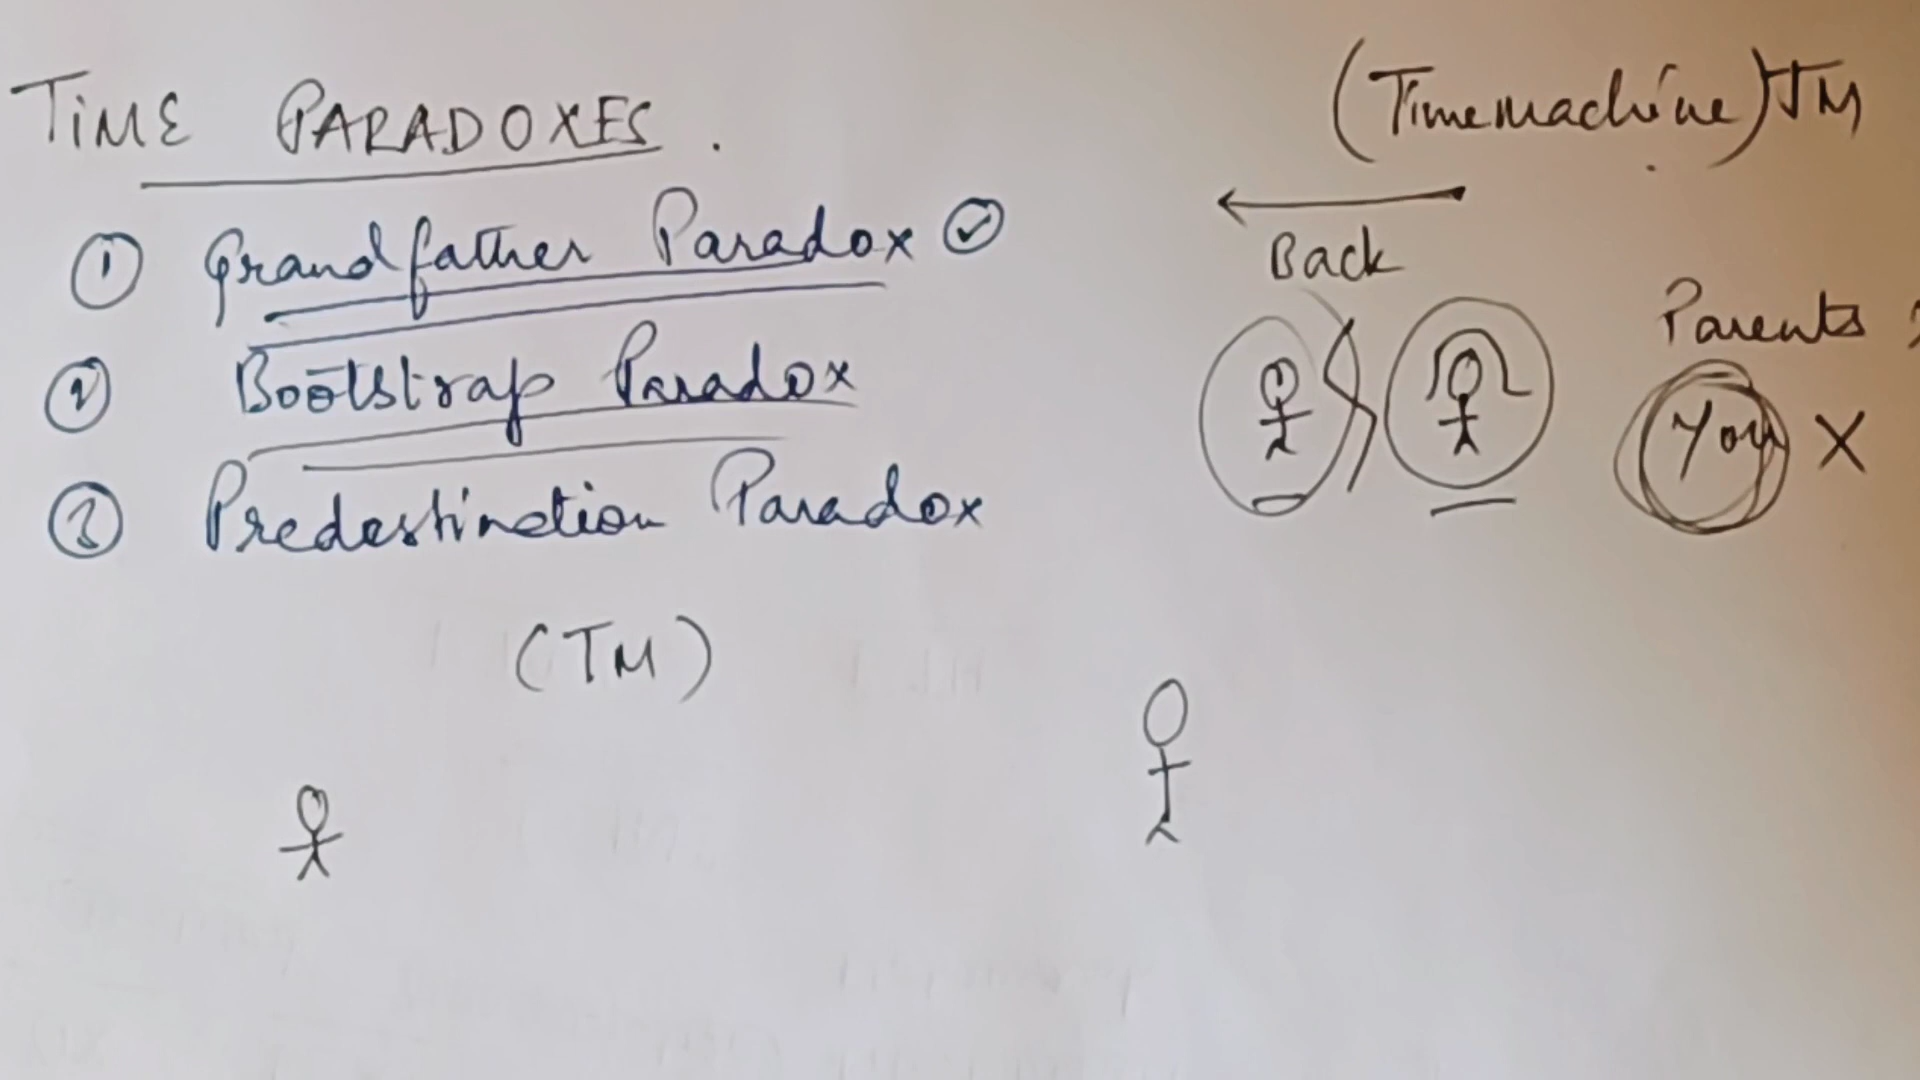 TIME PARADOXES.
(Timemachine) TM
Back
① Grandfather Paradox
② Bootstrap Paradox
③ Predestination Paradox
Parents
You X
(TM)